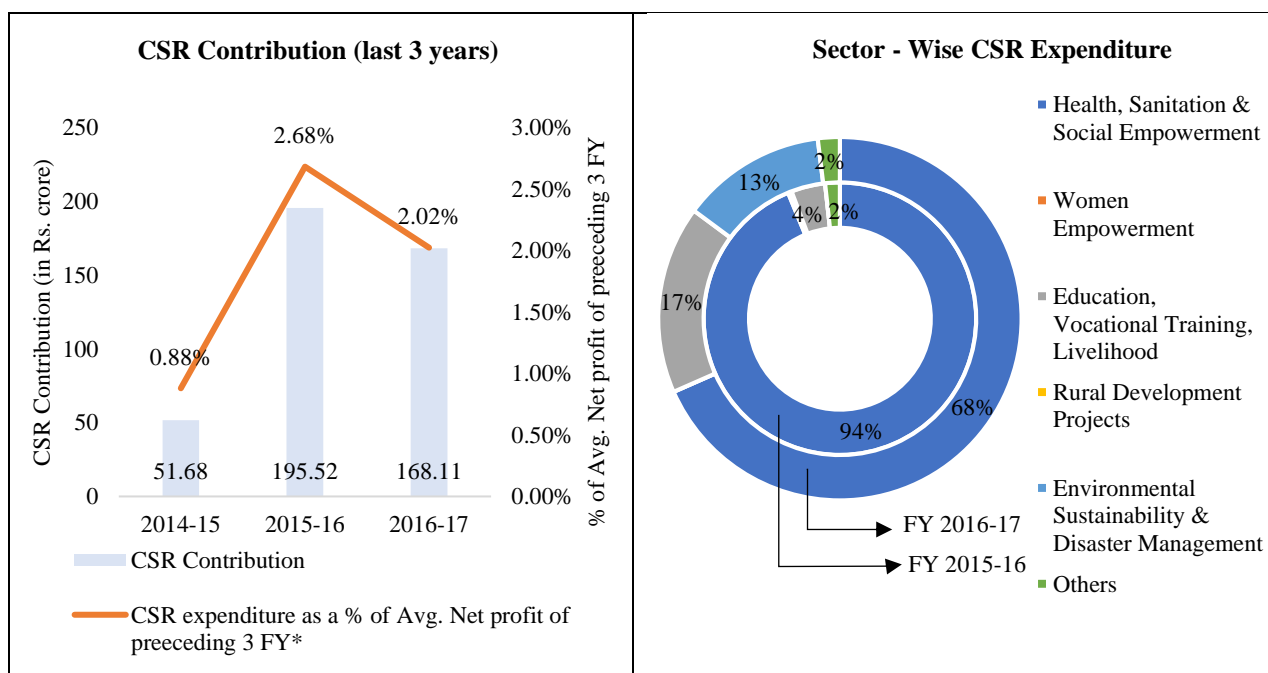 CSR Contribution (last 3 years)
CSR Contribution (in Rs. crore)
250
200
150
100
50
0
3.00%
2.50%
2.00%
1.50%
1.00%
0.50%
0.00%
% of Avg. Net profit of preceding 3 FY
0.88%
2.68%
2.02%
51.68
195.52
168.11
2014-15
2015-16
2016-17
CSR Contribution
CSR expenditure as a % of Avg. Net profit of
preeceding 3 FY*
Sector - Wise CSR Expenditure
2%
13%
17%
68%
4%
2%
94%
FY 2016-17
FY 2015-16
Health, Sanitation &
Social Empowerment
Women
Empowerment
Education,
Vocational Training,
Livelihood
Rural Development
Projects
Environmental
Sustainability &
Disaster Management
Others